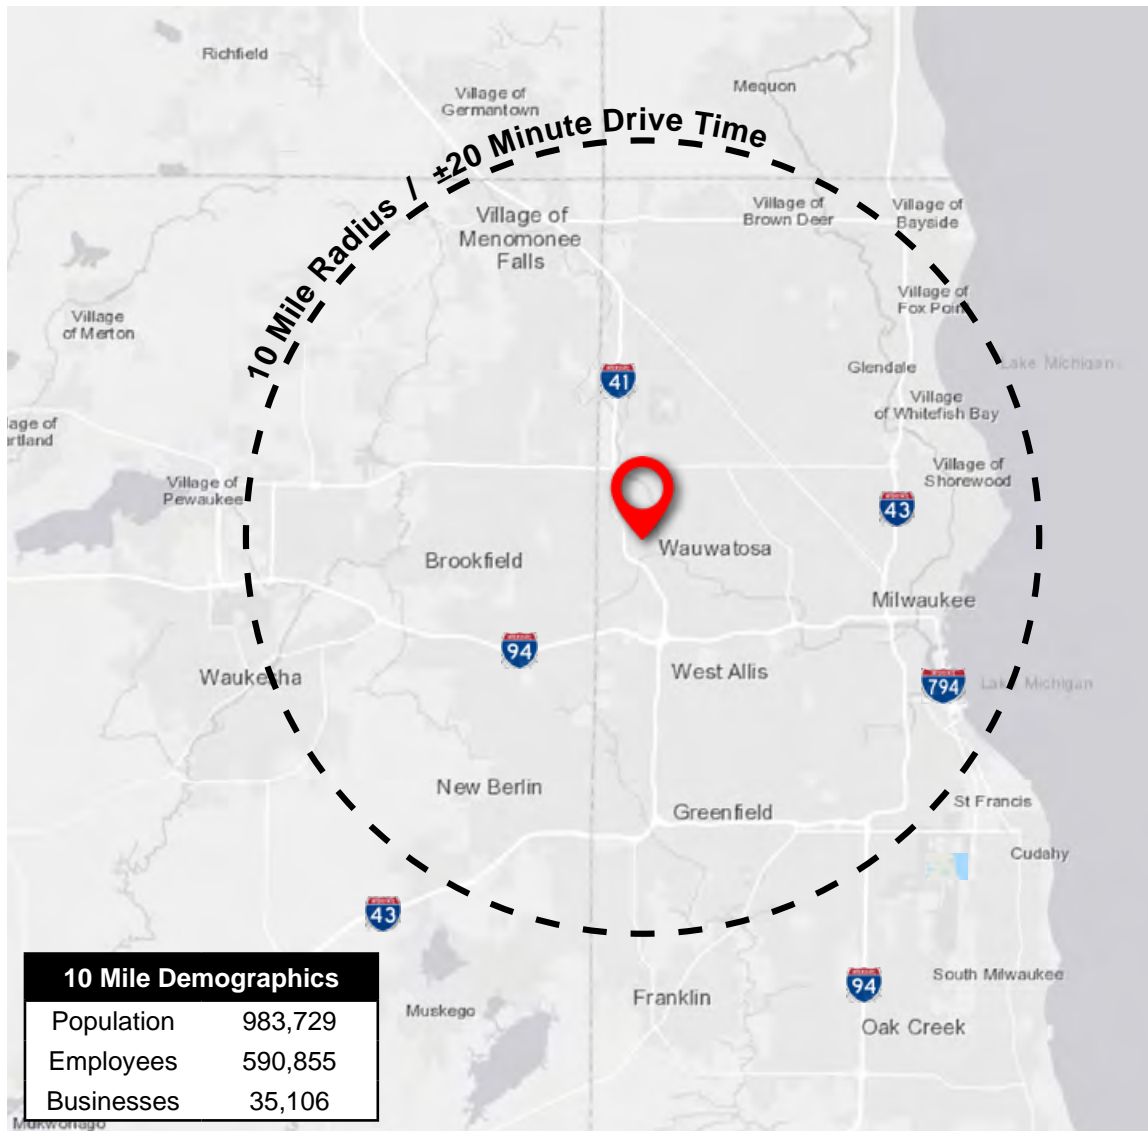 Richfield
Village of
Germantown
Mequon
10 Mile Radius / ±20 Minute Drive Time
Village of
Menomonee
Falls
Village of
Brown Deer
Village of
Bayside
Village of
Fox Point
Village
of Merton
41
Glendale
Lake Michigan
Village
of Whitefish Bay
lage of
artland
Village of
Pewaukee
Village of
Shorewood
43
Brookfield
Wauwatosa
Milwaukee
94
Waukesha
West Allis
794
Lake Michigan
New Berlin
Greenfield
St Francis
Cudahy
43
94
South Milwaukee
Franklin
Muskego
Oak Creek
10 Mile Demographics
Population 983,729
Employees 590,855
Businesses 35,106
Mukwonago